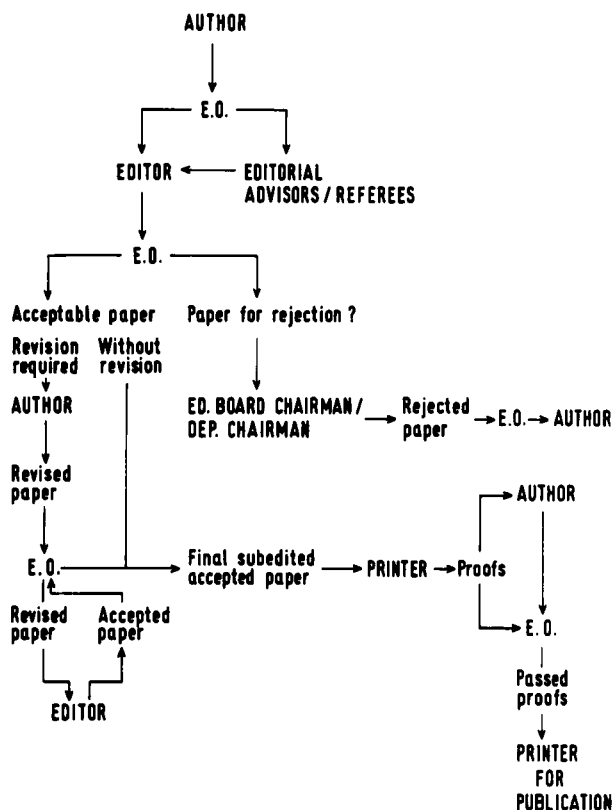 AUTHOR
E.O.
EDITOR
EDITORIAL
ADVISORS / REFEREES
E.O.
Acceptable paper
Paper for rejection ?
Revision
required
Without
revision
AUTHOR
ED. BOARD CHAIRMAN /
DEP. CHAIRMAN
Rejected
paper
E.O.
AUTHOR
Revised
paper
AUTHOR
E.O.
Final subedited
accepted paper
PRINTER
Proofs
Revised
paper
Accepted
paper
E.O.
EDITOR
Passed
proofs
PRINTER
FOR
PUBLICATION